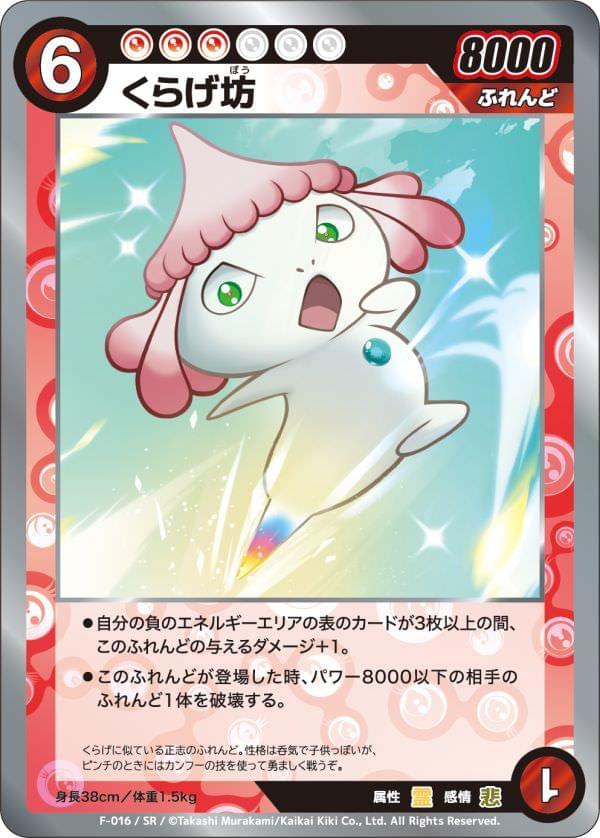 6
8000
ふれんど
ぼう
くらげ坊
●自分の負のエネルギーエリアの表のカードが3枚以上の間、
このふれんどの与えるダメージ+1。
●このふれんどが登場した時、パワー8000以下の相手の
ふれんど1体を破壊する。
くらげに似ている正志のふれんど。性格は呑気で子供っぽいが、
ピンチのときにはカンフーの技を使って勇ましく戦うぞ。
身長38cm／体重1.5kg
属性 霊 感情 悲
1
F-016 / SR / ©Takashi Murakami/Kaikai Kiki Co., Ltd. All Rights Reserved.